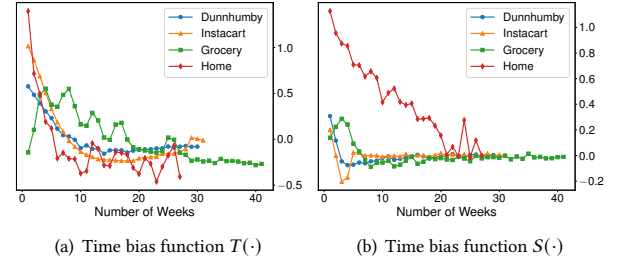 Dunnhumby
Instacart
Grocery
Home
1.0
0.5
0.0
−0.5
0 10 20 30 40
Number of Weeks
(a) Time bias function T(·)
Dunnhumby
Instacart
Grocery
Home
1.0
0.8
0.6
0.4
0.2
0.0
−0.2
0 10 20 30 40
Number of Weeks
(b) Time bias function S(·)